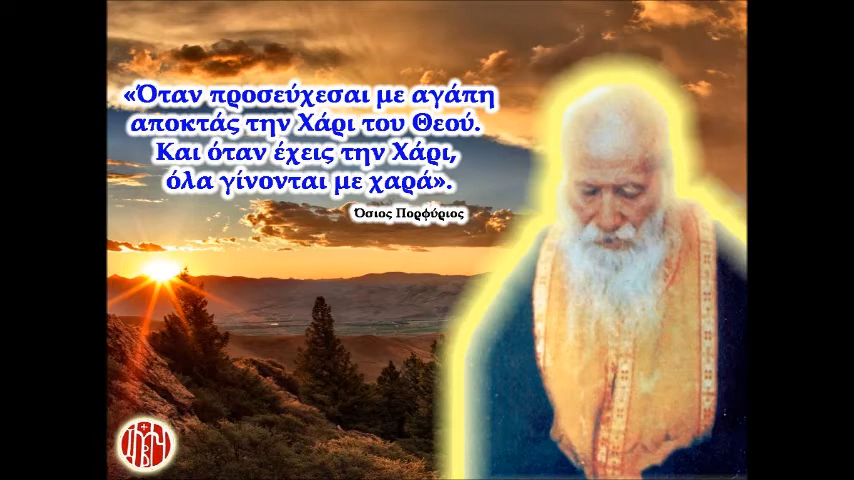 «Όταν προσεύχεσαι με αγάπη
αποκτάς την Χάρι του Θεού.
Και όταν έχεις την Χάρι,
όλα γίνονται με χαρά».
Όσιος Πορφύριος